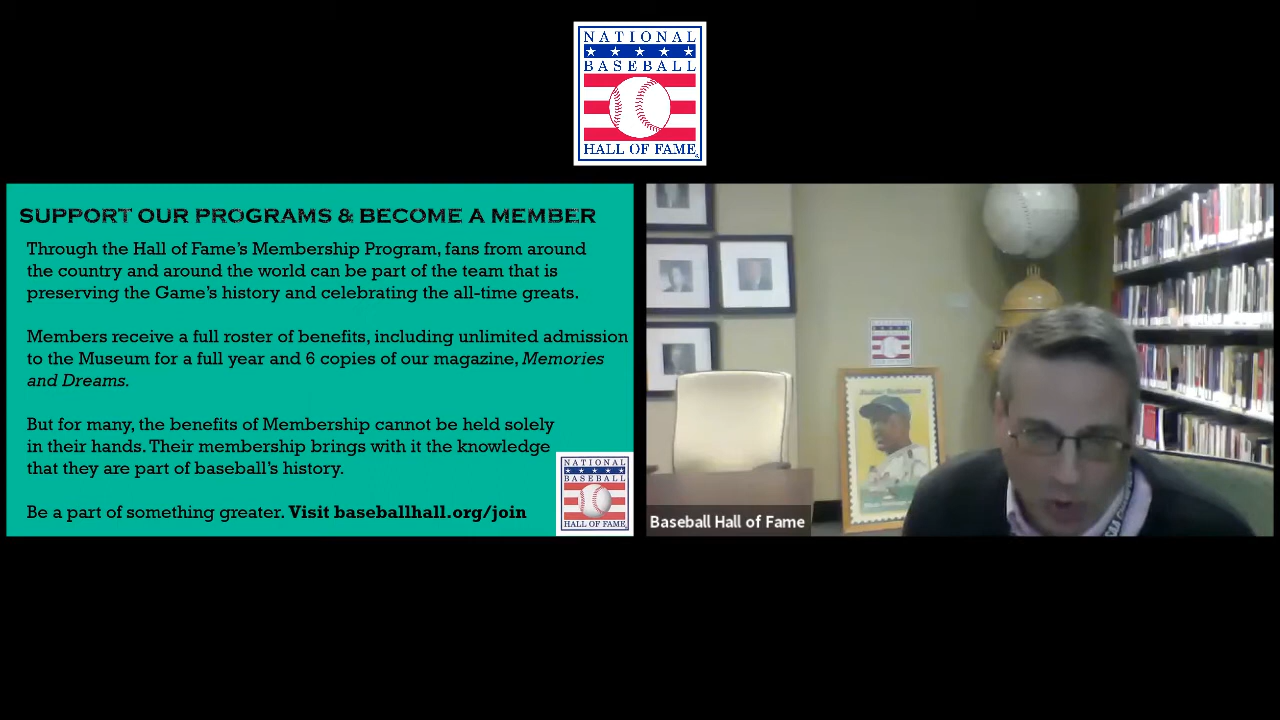 NATIONAL
BASEBALL
HALL OF FAME
SUPPORT OUR PROGRAMS & BECOME A MEMBER
Through the Hall of Fame's Membership Program, fans from around
the country and around the world can be part of the team that is
preserving the Game's history and celebrating the all-time greats.
Members receive a full roster of benefits, including unlimited admission
to the Museum for a full year and 6 copies of our magazine, Memories
and Dreams.
But for many, the benefits of Membership cannot be held solely
in their hands. Their membership brings with it the knowledge
that they are part of baseball's history.
Be a part of something greater. Visit baseballhall.org/join
NATIONAL
BASEBALL
HALL OF FAME
Baseball Hall of Fame